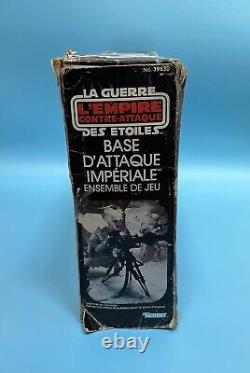 No. 39830
LA GUERRE
L'EMPIRE
CONTRE-ATTAQUE
DES ETOILES
BASE
D'ATTAQUE
IMPÉRIALE
ENSEMBLE DE JEU
Kenner